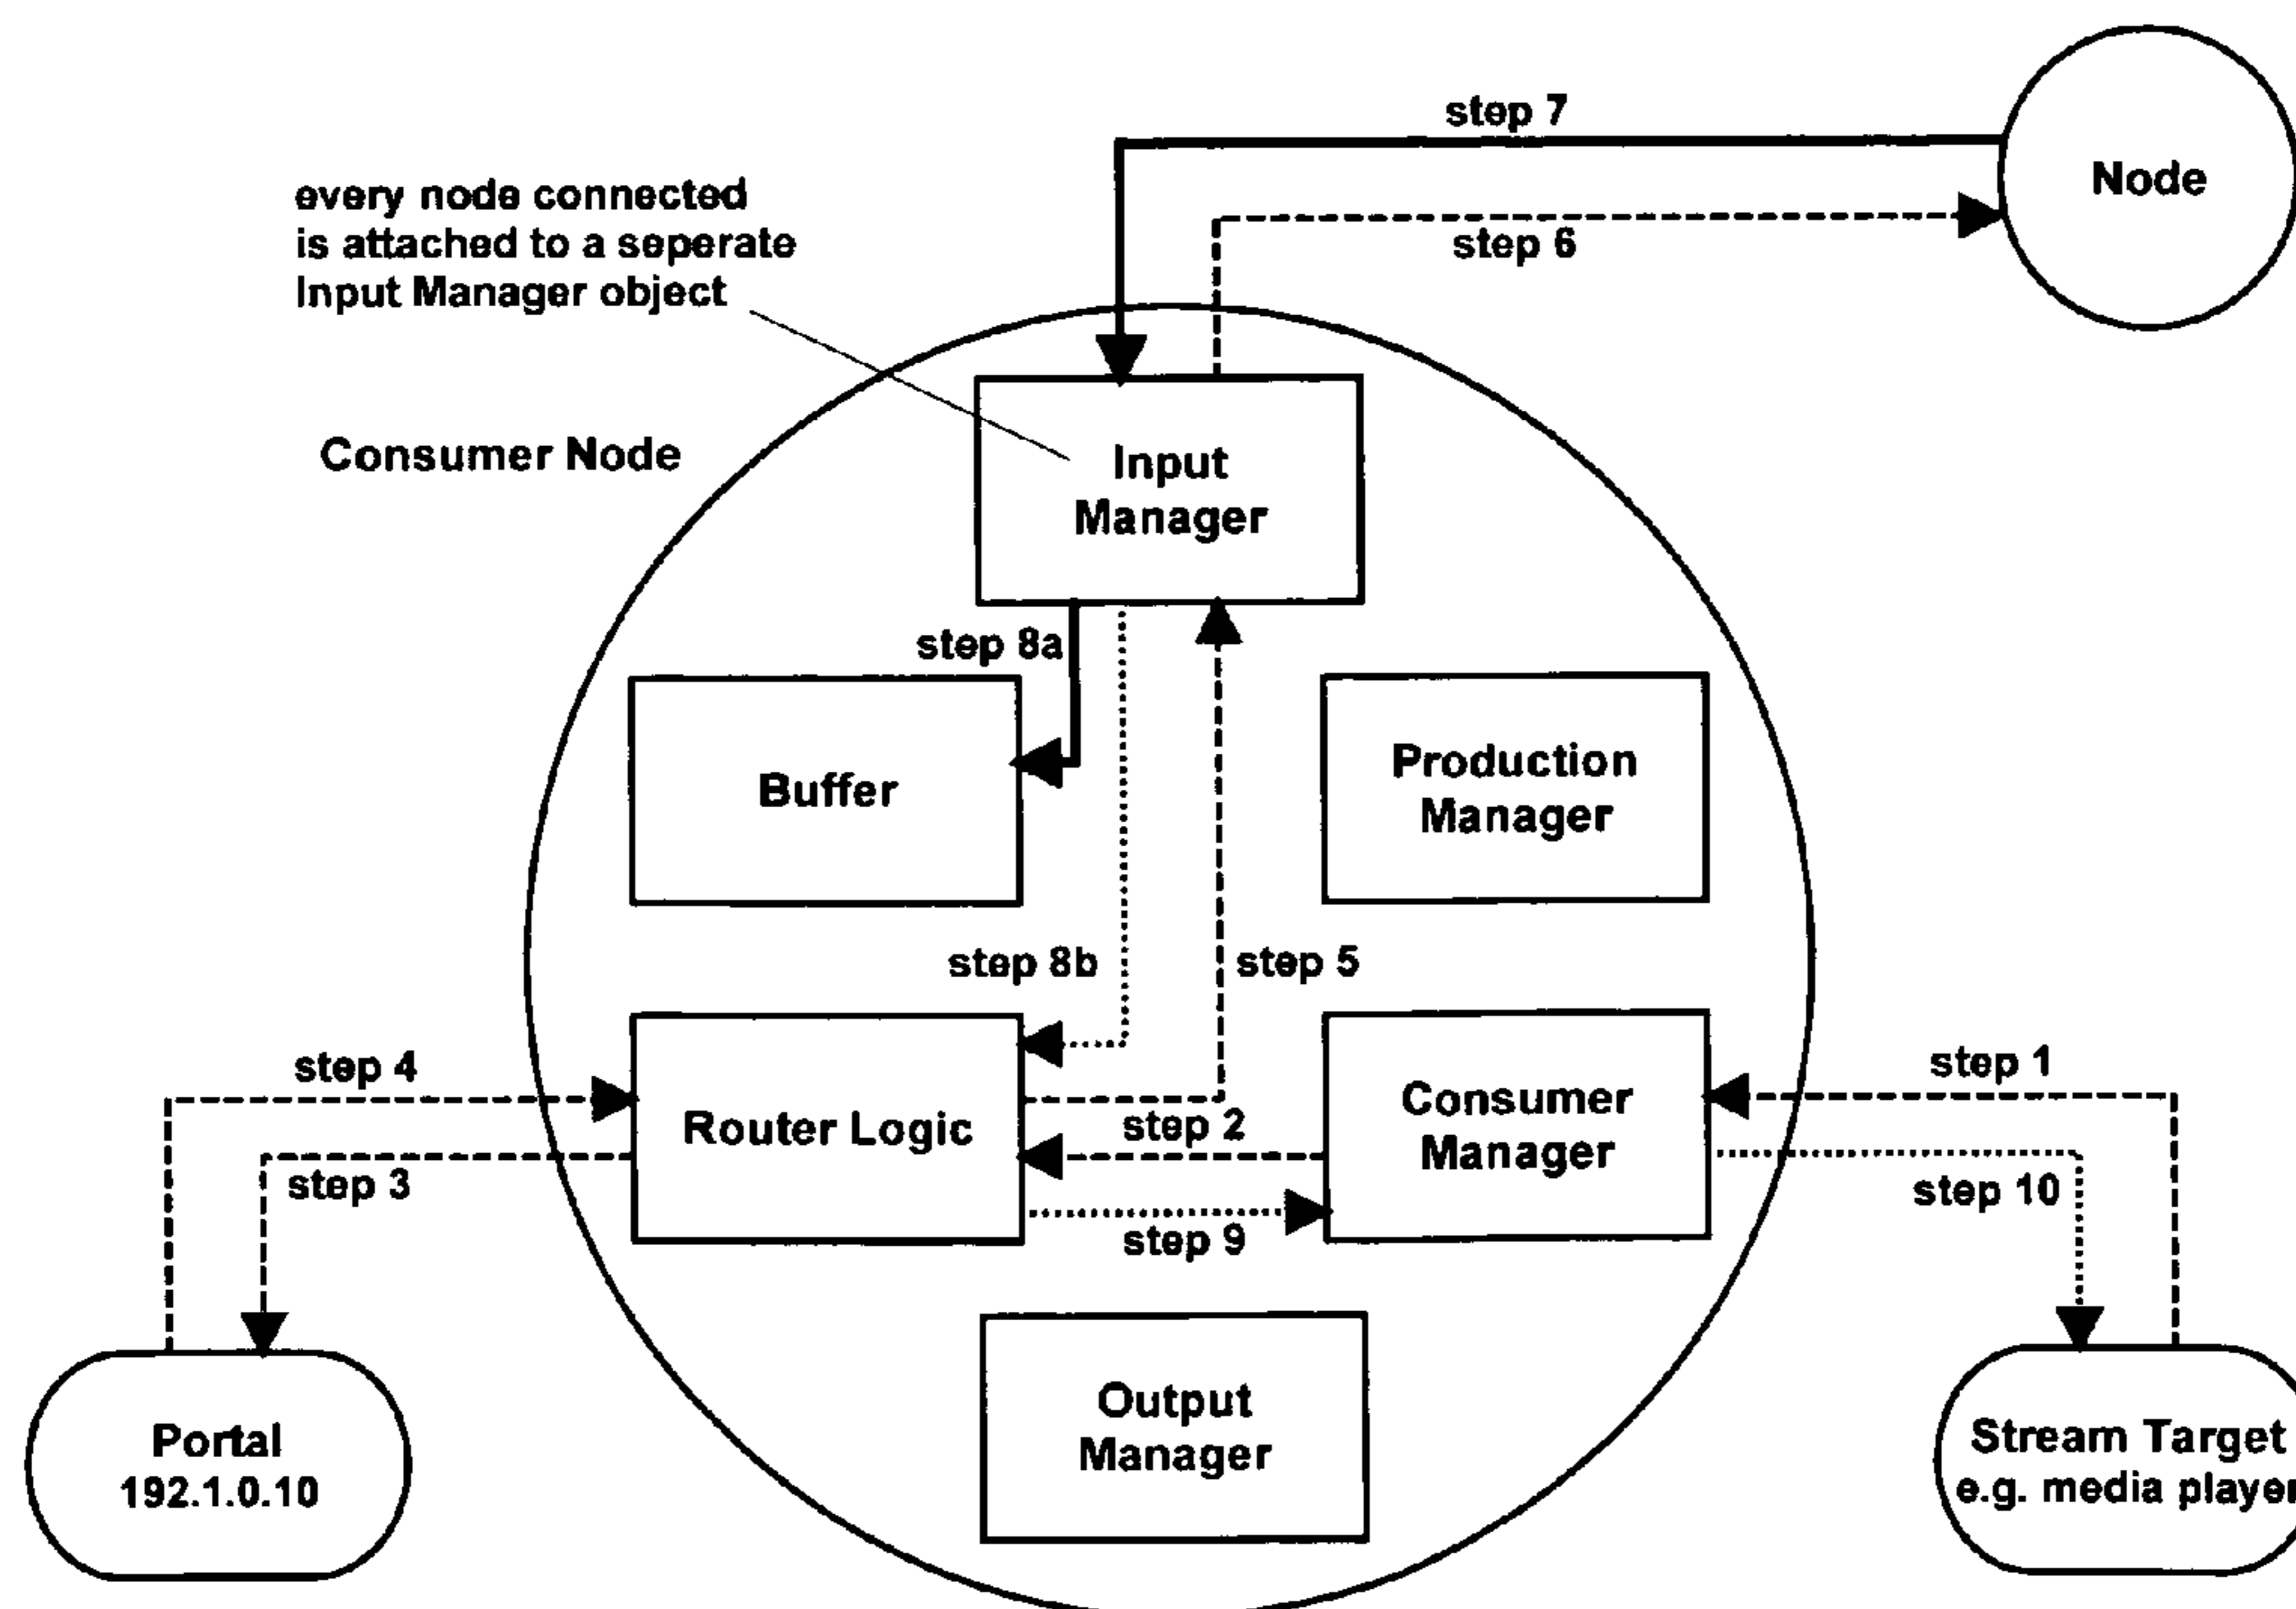 step 7
Node
every node connected
is attached to a seperate
Input Manager object
step 6
Consumer Node
Input
Manager
step 8a
Buffer
Production
Manager
step 8b
step 5
step 4
Router Logic
step 2
Consumer
Manager
step 1
step 3
step 9
step 10
Output
Manager
Portal
192.1.0.10
Stream Target
e.g. media player